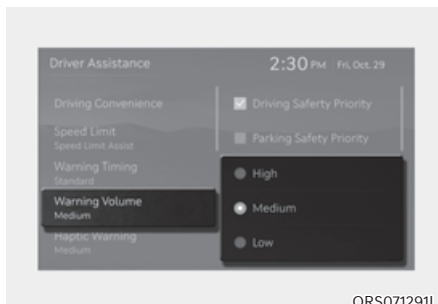 Driver Assistance
2:30 PM Fri, Oct. 29
Driving Convenience
Driving Saferty Priority
Speed Limit
Speed Limit Assist
Parking Safety Priority
Warning Timing
Standard
High
Warning Volume
Medium
Medium
Haptic Warning
Medium
Low
ORS071291L